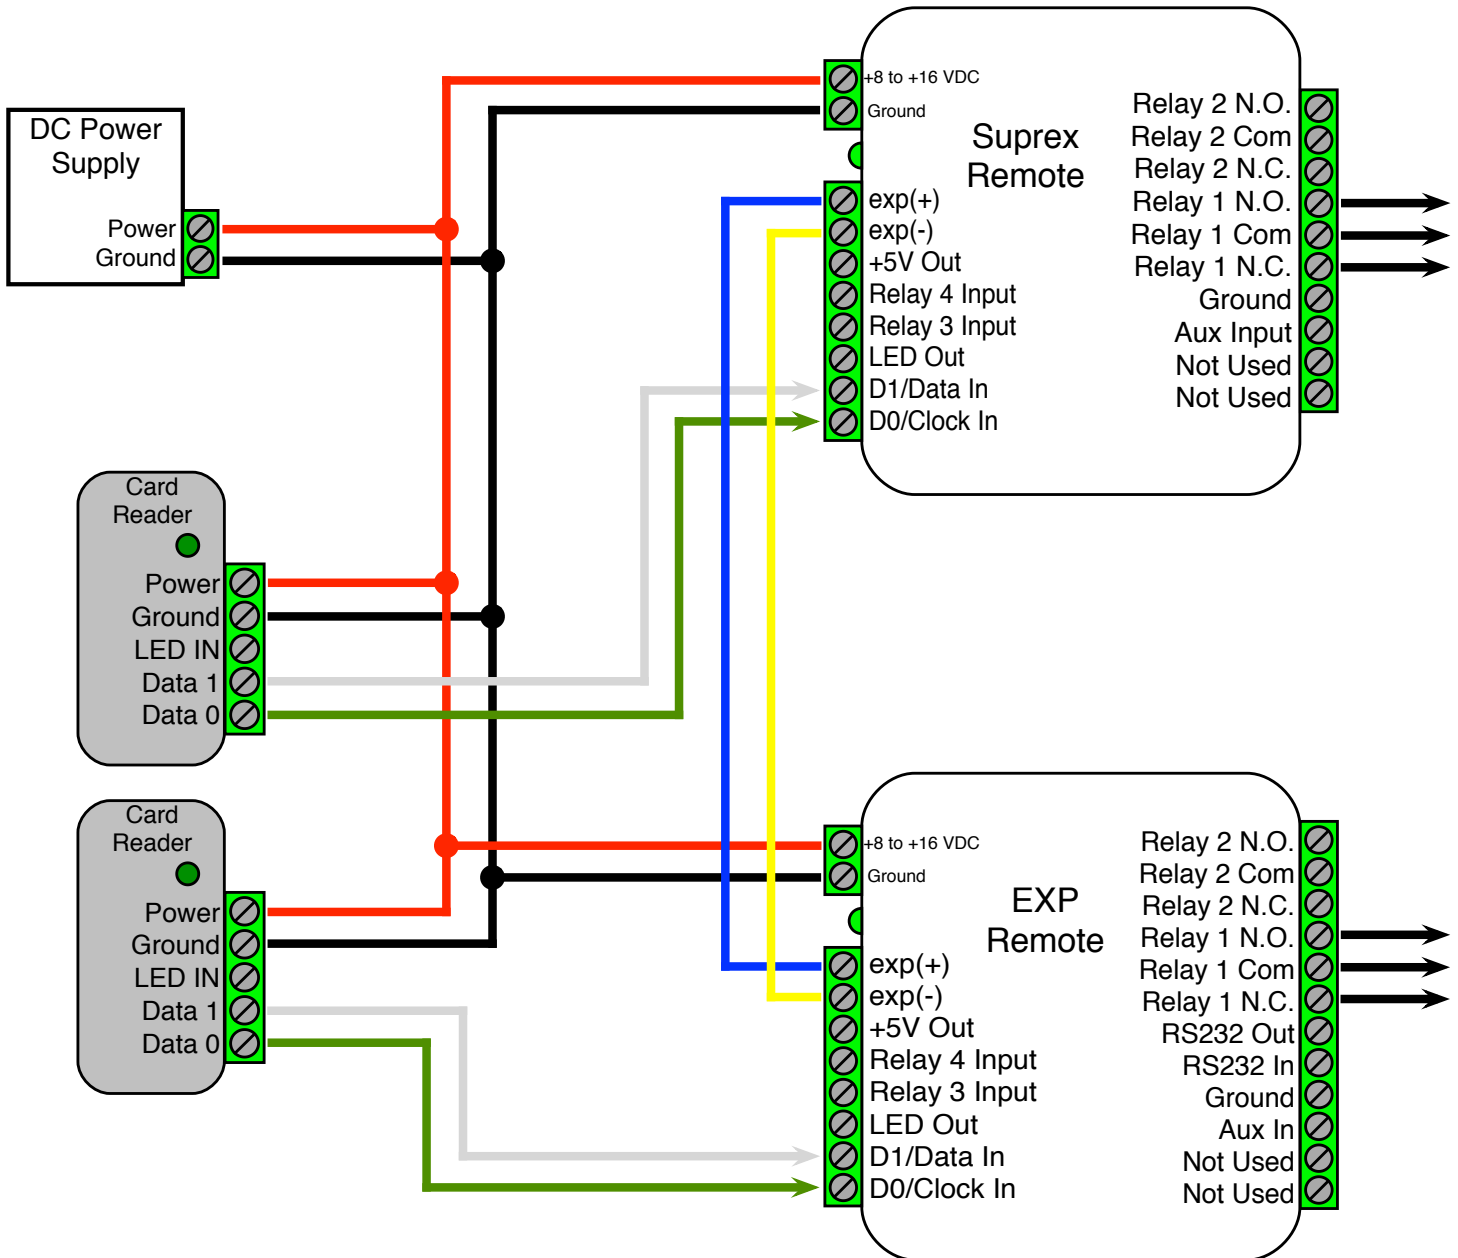 DC Power
Supply
Power
Ground
Card
Reader
Power
Ground
LED IN
Data 1
Data 0
Card
Reader
Power
Ground
LED IN
Data 1
Data 0
+8 to +16 VDC
Ground
Suprex
Remote
exp(+)
exp(-)
+5V Out
Relay 4 Input
Relay 3 Input
LED Out
D1/Data In
D0/Clock In
Relay 2 N.O.
Relay 2 Com
Relay 2 N.C.
Relay 1 N.O.
Relay 1 Com
Relay 1 N.C.
Ground
Aux Input
Not Used
Not Used
+8 to +16 VDC
Ground
EXP
Remote
exp(+)
exp(-)
+5V Out
Relay 4 Input
Relay 3 Input
LED Out
D1/Data In
D0/Clock In
Relay 2 N.O.
Relay 2 Com
Relay 2 N.C.
Relay 1 N.O.
Relay 1 Com
Relay 1 N.C.
RS232 Out
RS232 In
Ground
Aux In
Not Used
Not Used